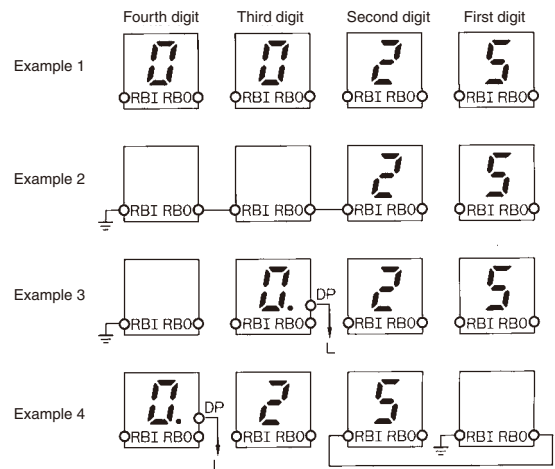 Fourth digit Third digit Second digit First digit
Example 1 0 0 2 5
RBI RBO RBI RBO RBI RBO RBI RBO
Example 2 2 5
RBI RBO RBI RBO RBI RBO RBI RBO
Example 3 0. DP 2 5
RBI RBO RBI RBO RBI RBO RBI RBO
L
Example 4 0. DP 2 5
RBI RBO RBI RBO RBI RBO RBI RBO
L